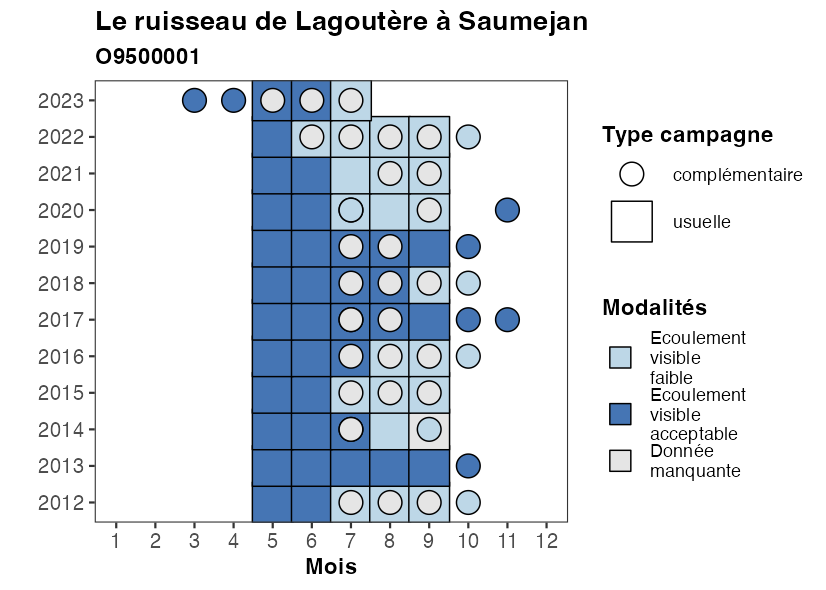 Le ruisseau de Lagoutère à Saumejan
O9500001
2023
2022
2021
2020
2019
2018
2017
2016
2015
2014
2013
2012
1 2 3 4 5 6 7 8 9 10 11 12
Mois
Type campagne
complémentaire
usuelle
Modalités
Ecoulement
visible
faible
Ecoulement
visible
acceptable
Donnée
manquante